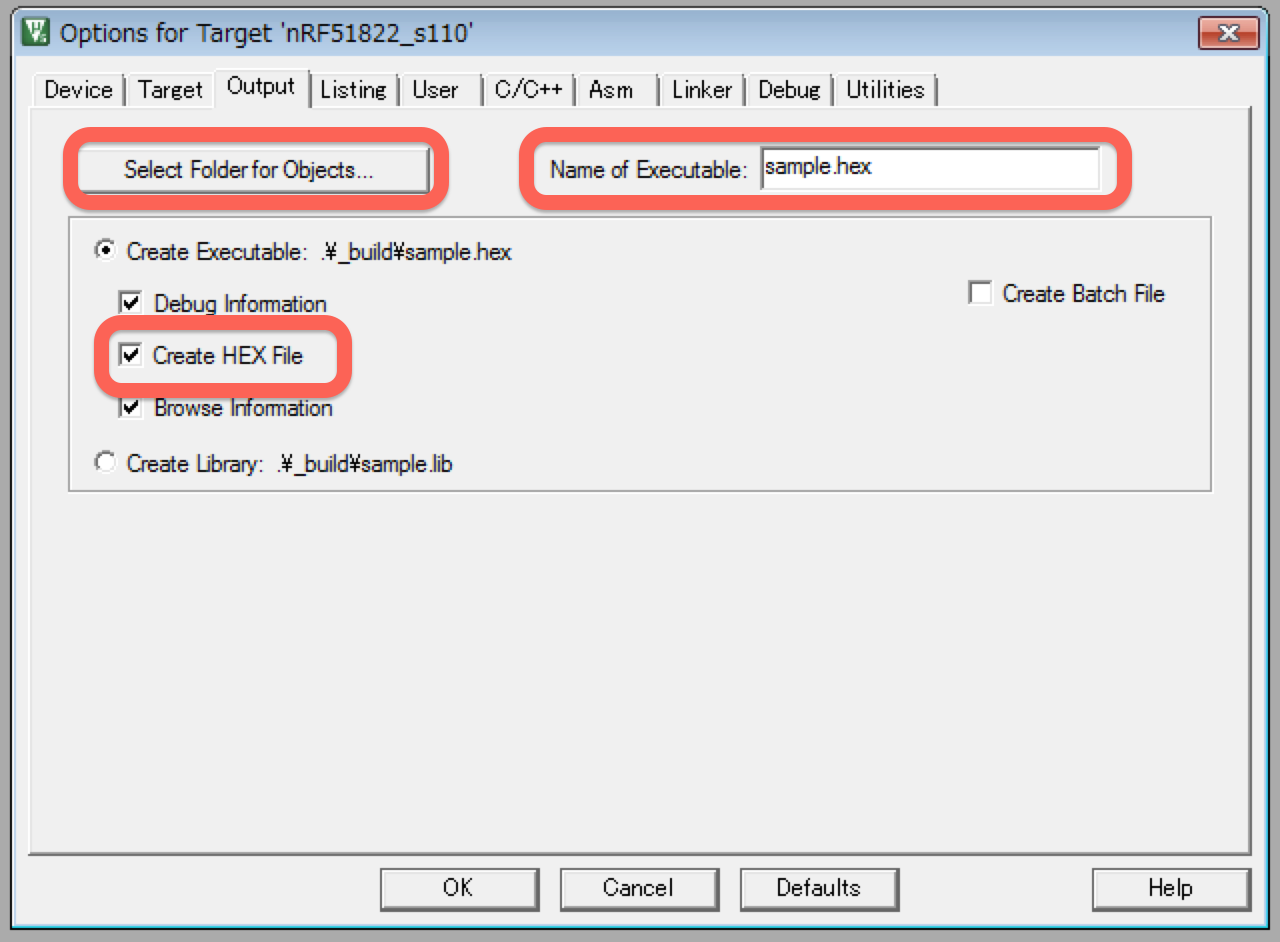 Options for Target 'nRF51822_s110'
Device Target Output Listing User C/C++ Asm Linker Debug Utilities
Select Folder for Objects... Name of Executable: sample.hex
Create Executable: .¥_build¥sample.hex
Debug Information Create Batch File
Create HEX File
Browse Information
Create Library: .¥_build¥sample.lib
OK Cancel Defaults Help